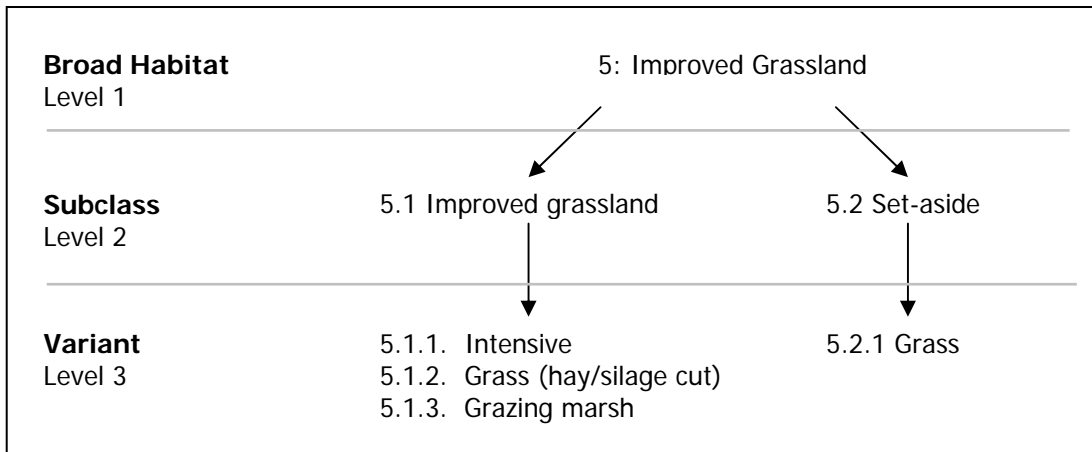 Broad Habitat 5: Improved Grassland
Level 1
Subclass 5.1 Improved grassland 5.2 Set-aside
Level 2
Variant 5.1.1. Intensive 5.2.1 Grass
Level 3 5.1.2. Grass (hay/silage cut)
5.1.3. Grazing marsh